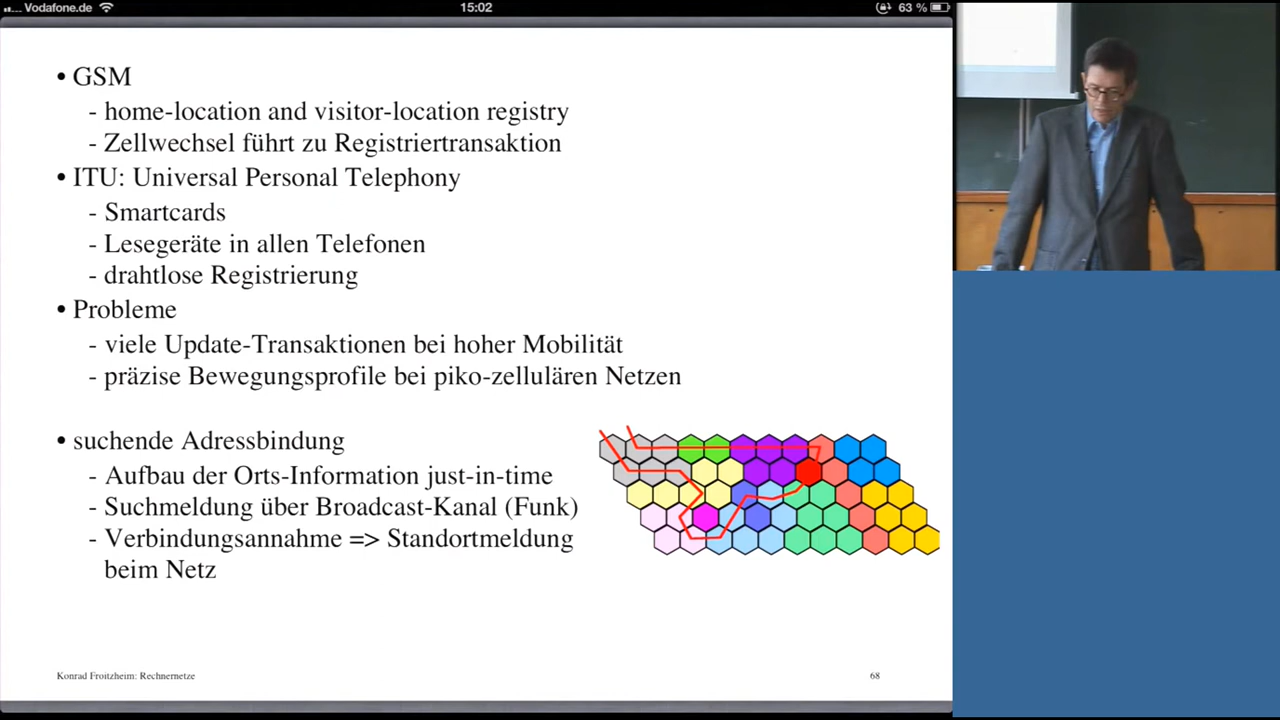 Vodafone.de
15:02
63 %
• GSM
- home-location and visitor-location registry
- Zellwechsel führt zu Registriertransaktion
• ITU: Universal Personal Telephony
- Smartcards
- Lesegeräte in allen Telefonen
- drahtlose Registrierung
• Probleme
- viele Update-Transaktionen bei hoher Mobilität
- präzise Bewegungsprofile bei piko-zellulären Netzen
• suchende Adressbindung
- Aufbau der Orts-Information just-in-time
- Suchmeldung über Broadcast-Kanal (Funk)
- Verbindungsannahme => Standortmeldung
beim Netz
Konrad Froitzheim: Rechnernetze
68